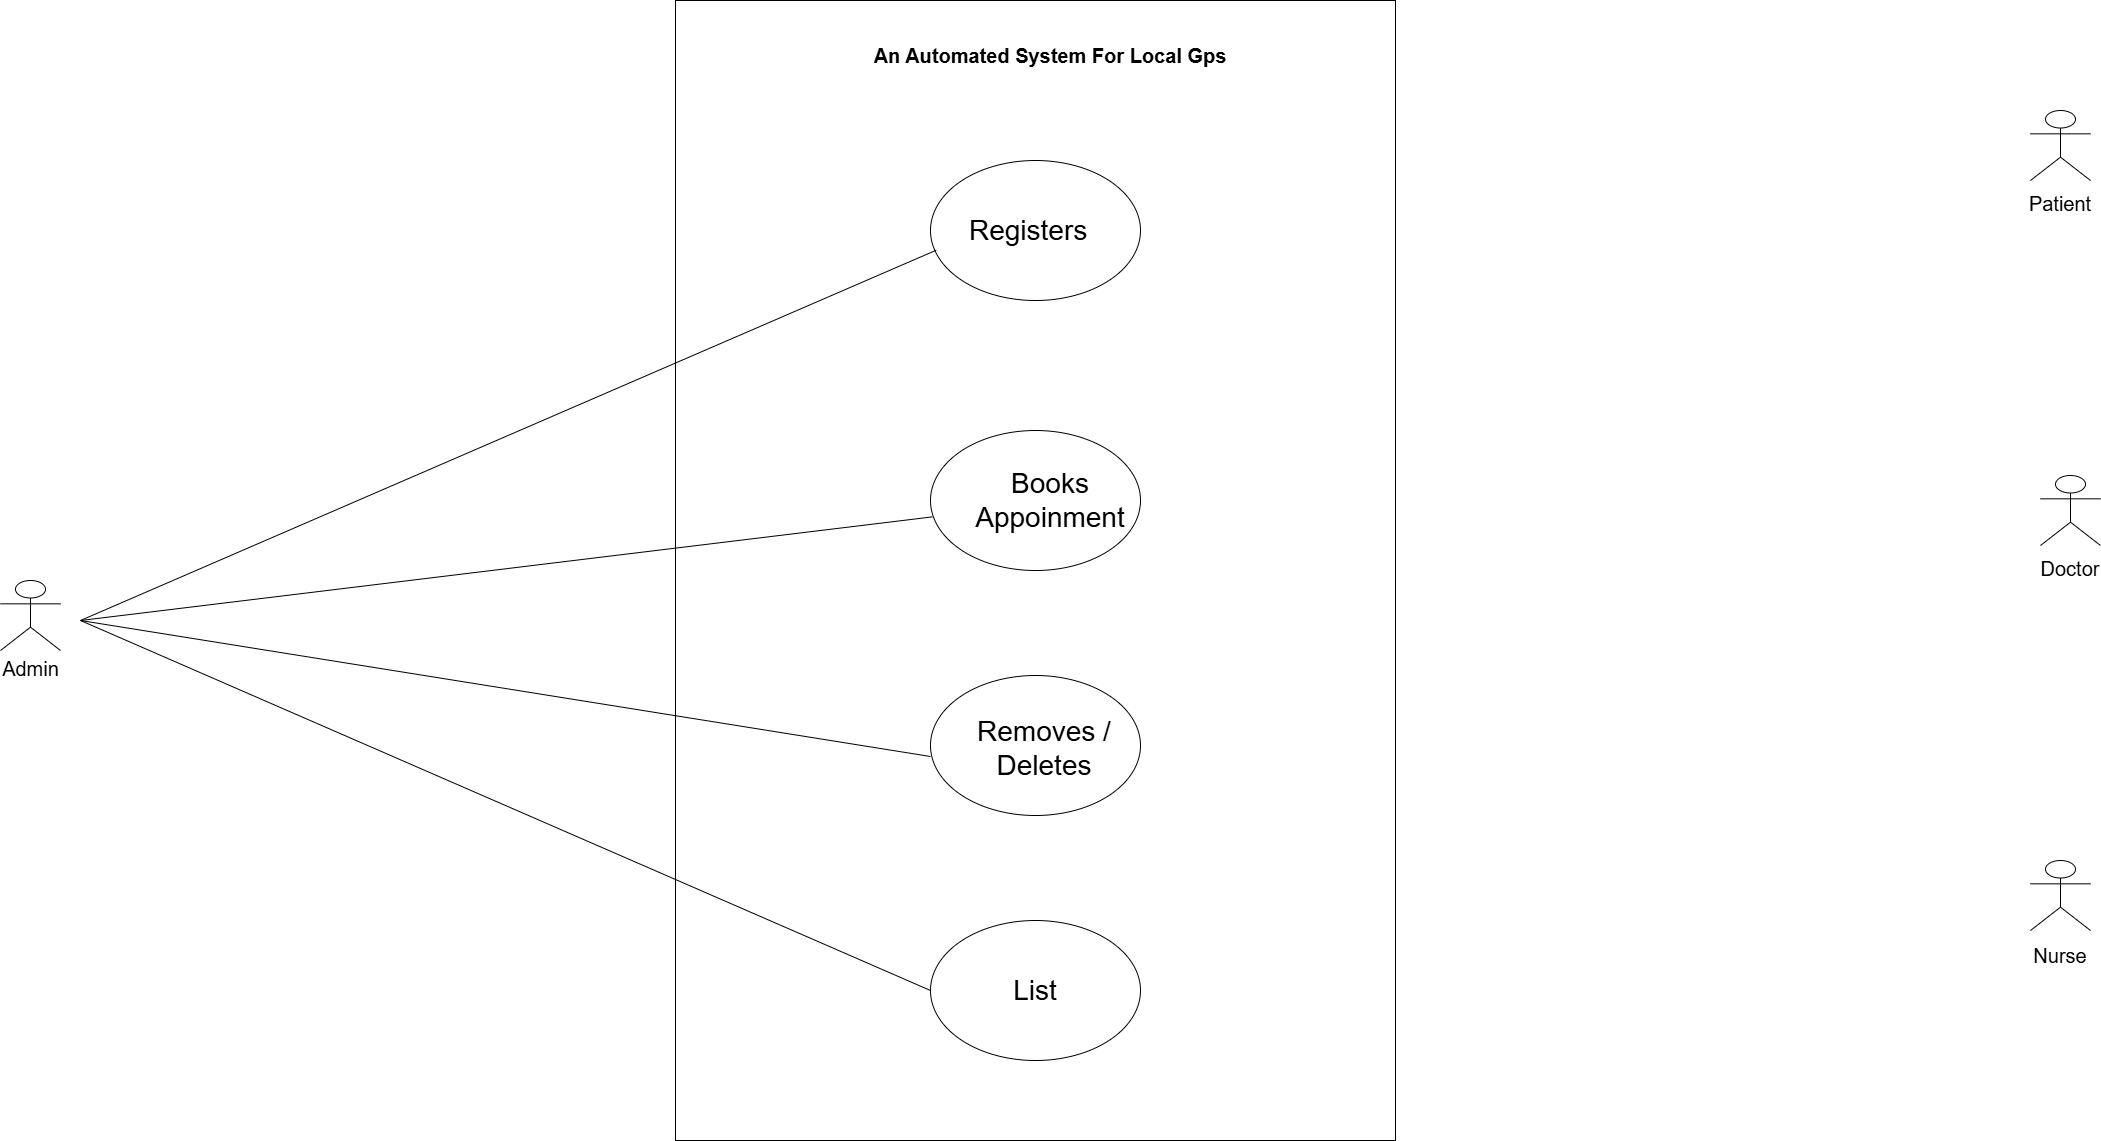 An Automated System For Local Gps
Patient
Registers
Books
Appoinment
Doctor
Admin
Removes /
Deletes
Nurse
List